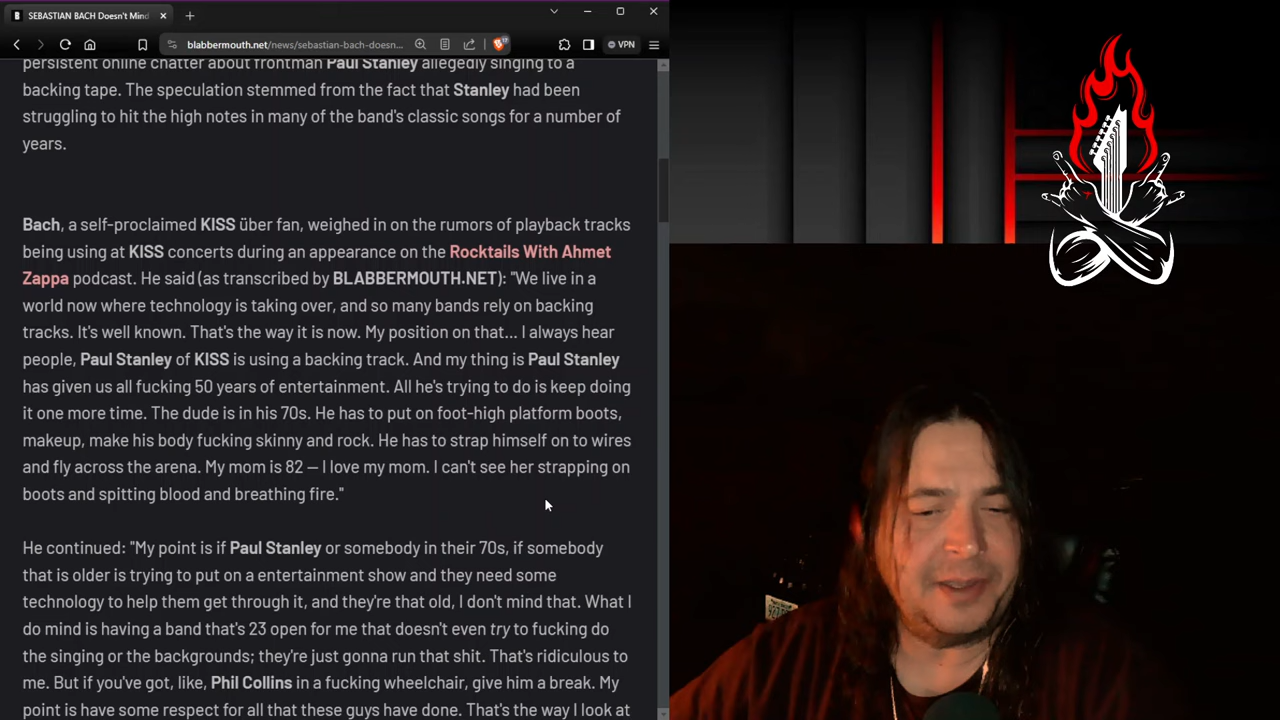 SEBASTIAN BACH Doesn't Mind
blabbermouth.net/news/sebastian-bach-doesn...
VPN
persistent online chatter about frontman Paul Stanley allegedly singing to a
backing tape. The speculation stemmed from the fact that Stanley had been
struggling to hit the high notes in many of the band's classic songs for a number of
years.
Bach, a self-proclaimed KISS über fan, weighed in on the rumors of playback tracks
being using at KISS concerts during an appearance on the Rocktails With Ahmet
Zappa podcast. He said (as transcribed by BLABBERMOUTH.NET): "We live in a
world now where technology is taking over, and so many bands rely on backing
tracks. It's well known. That's the way it is now. My position on that... I always hear
people, Paul Stanley of KISS is using a backing track. And my thing is Paul Stanley
has given us all fucking 50 years of entertainment. All he's trying to do is keep doing
it one more time. The dude is in his 70s. He has to put on foot-high platform boots,
makeup, make his body fucking skinny and rock. He has to strap himself on to wires
and fly across the arena. My mom is 82 — I love my mom. I can't see her strapping on
boots and spitting blood and breathing fire."
He continued: "My point is if Paul Stanley or somebody in their 70s, if somebody
that is older is trying to put on a entertainment show and they need some
technology to help them get through it, and they're that old, I don't mind that. What I
do mind is having a band that's 23 open for me that doesn't even try to fucking do
the singing or the backgrounds; they're just gonna run that shit. That's ridiculous to
me. But if you've got, like, Phil Collins in a fucking wheelchair, give him a break. My
point is have some respect for all that these guys have done. That's the way I look at